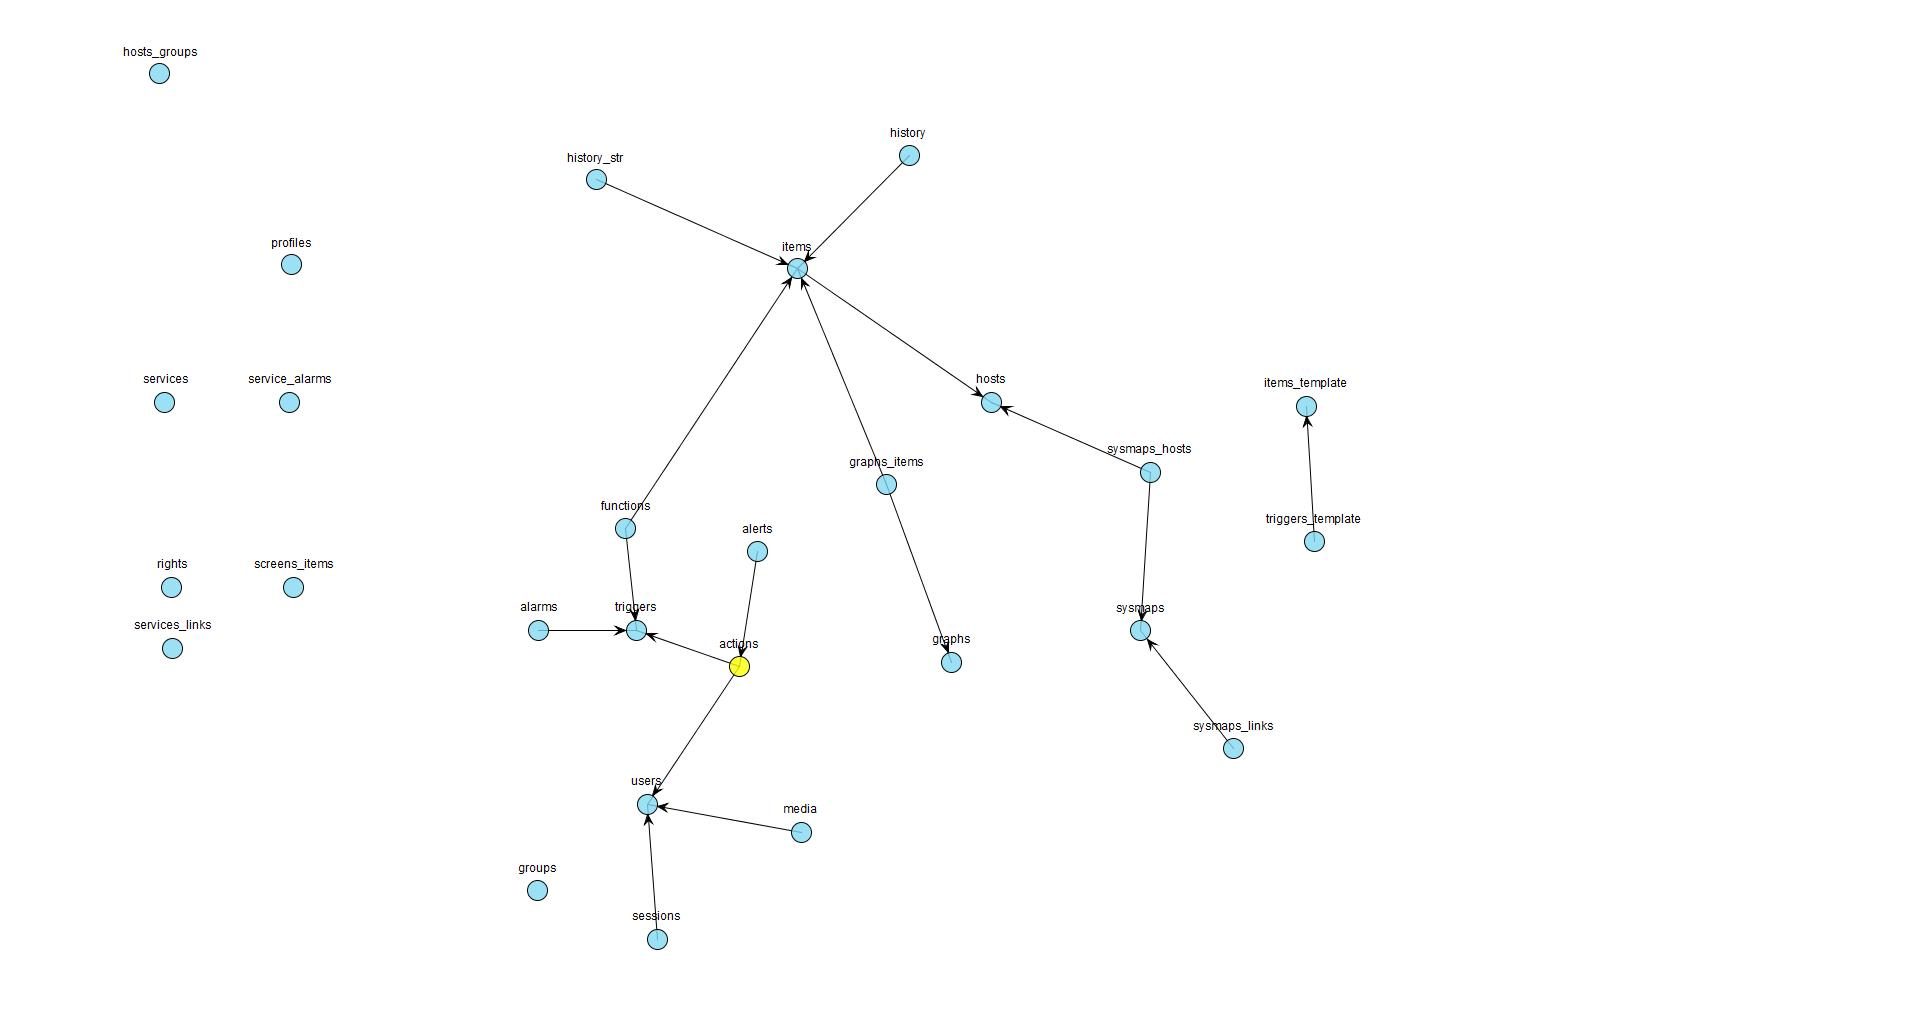 hosts_groups
history
history_str
profiles
items
services
service_alarms
hosts
items_template
sysmaps_hosts
graphs_items
functions
triggers_template
alerts
rights
screens_items
alarms
triggers
sysmaps
services_links
graphs
actions
sysmaps_links
users
media
groups
sessions